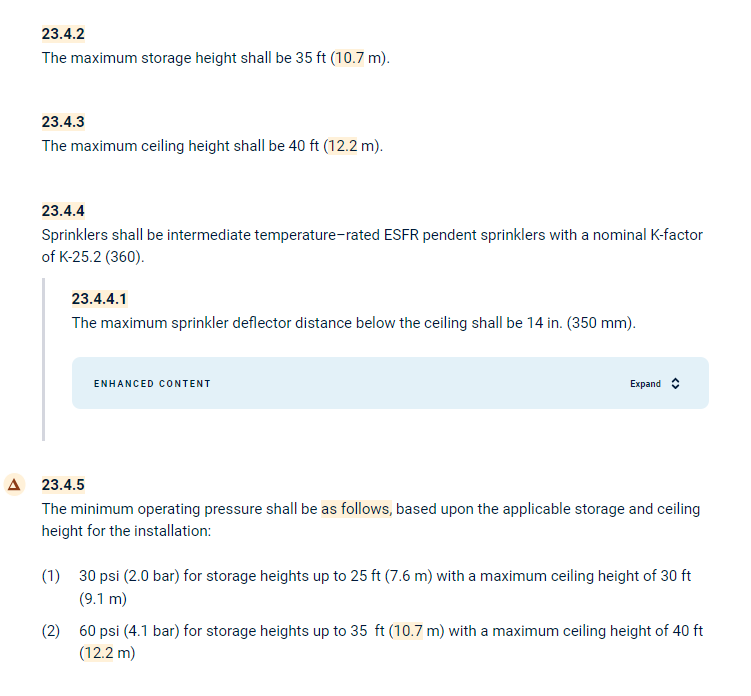 23.4.2
The maximum storage height shall be 35 ft (10.7 m).
23.4.3
The maximum ceiling height shall be 40 ft (12.2 m).
23.4.4
Sprinklers shall be intermediate temperature–rated ESFR pendent sprinklers with a nominal K-factor
of K-25.2 (360).
23.4.4.1
The maximum sprinkler deflector distance below the ceiling shall be 14 in. (350 mm).
ENHANCED CONTENT Expand
Δ 23.4.5
The minimum operating pressure shall be as follows, based upon the applicable storage and ceiling
height for the installation:
(1) 30 psi (2.0 bar) for storage heights up to 25 ft (7.6 m) with a maximum ceiling height of 30 ft
(9.1 m)
(2) 60 psi (4.1 bar) for storage heights up to 35 ft (10.7 m) with a maximum ceiling height of 40 ft
(12.2 m)